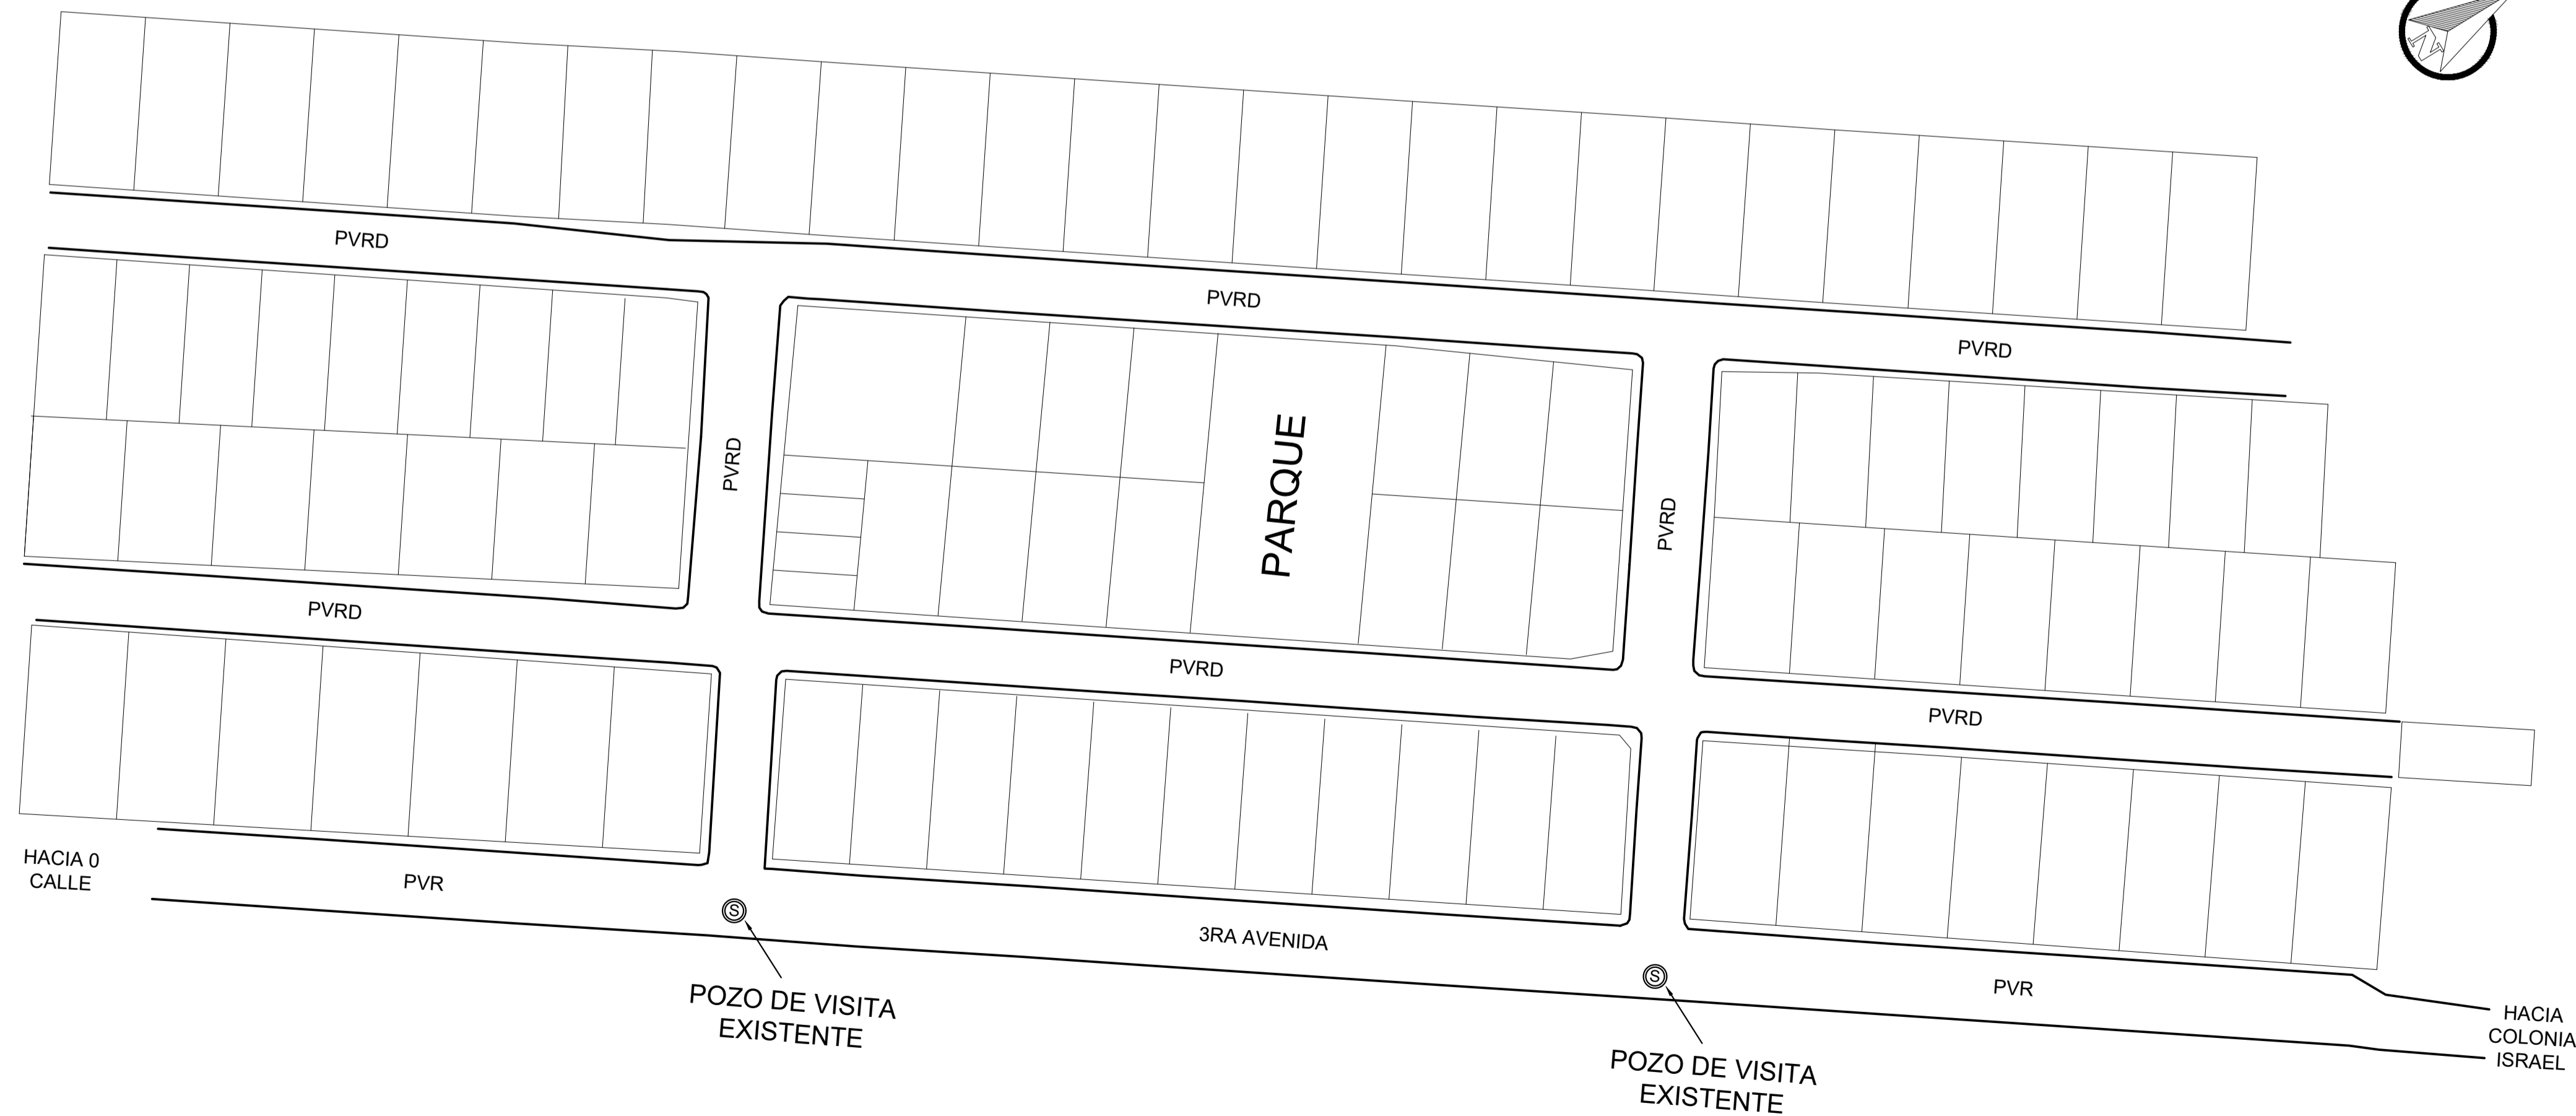 N
PVRD
PVRD
PVRD
PVRD
PARQUE
PVRD
PVRD
PVRD
PVRD
HACIA 0
CALLE
PVR
S
3RA AVENIDA
S
PVR
POZO DE VISITA
EXISTENTE
POZO DE VISITA
EXISTENTE
HACIA
COLONIA
ISRAEL